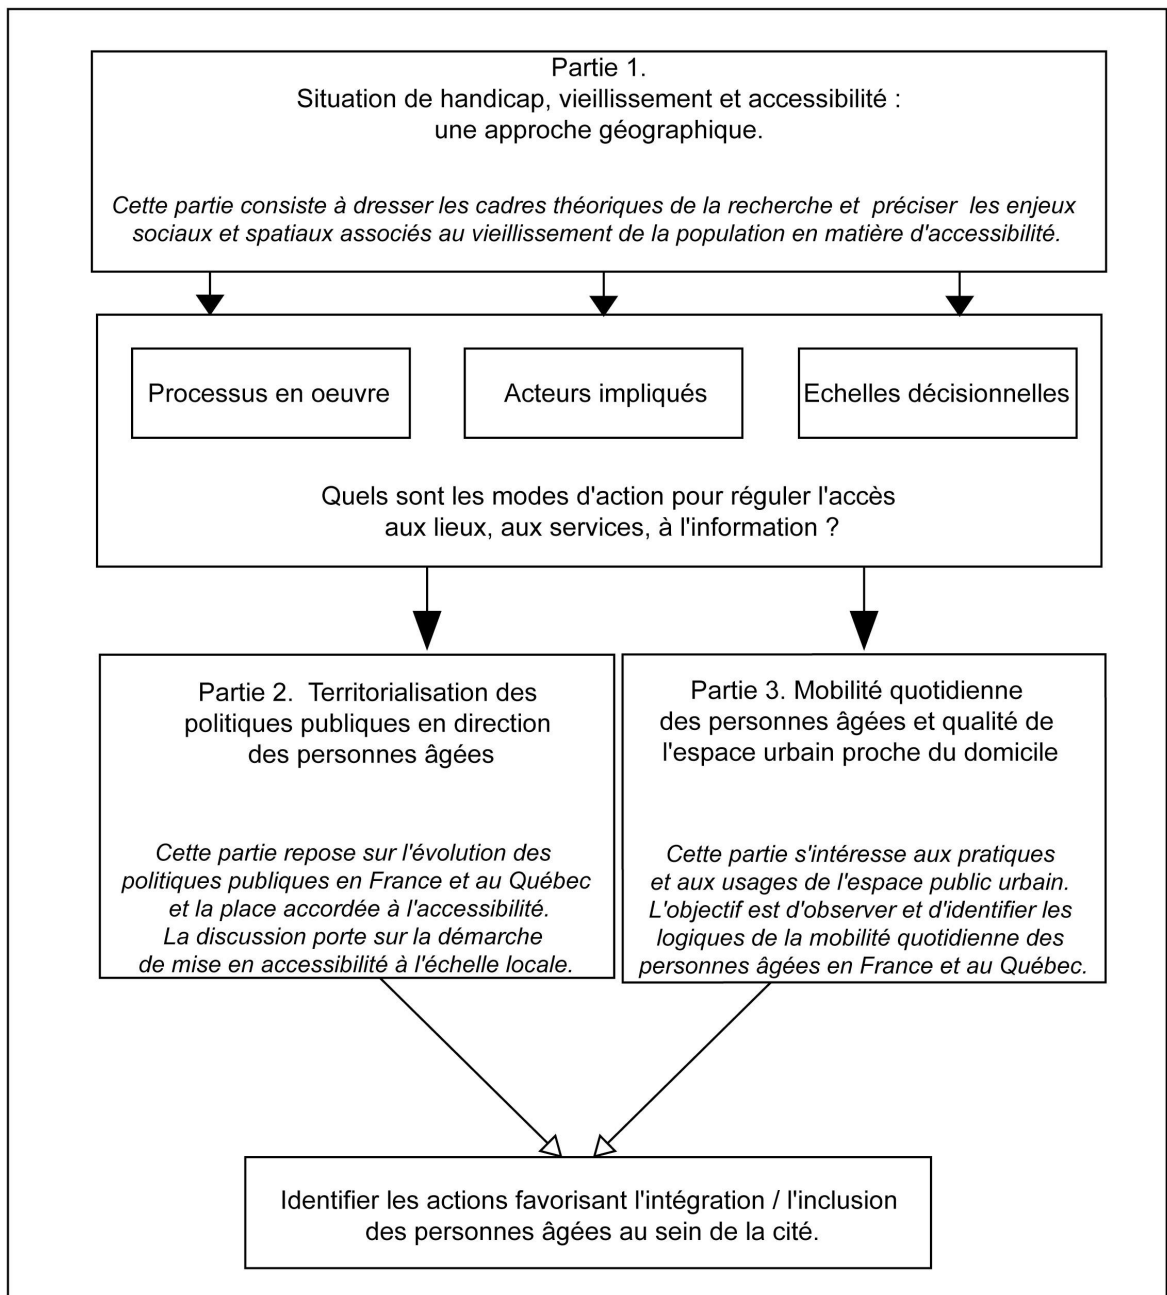 Partie 1.
Situation de handicap, vieillissement et accessibilité :
une approche géographique.
Cette partie consiste à dresser les cadres théoriques de la recherche et préciser les enjeux
sociaux et spatiaux associés au vieillissement de la population en matière d'accessibilité.
Processus en oeuvre
Acteurs impliqués
Echelles décisionnelles
Quels sont les modes d'action pour réguler l'accès
aux lieux, aux services, à l'information ?
Partie 2. Territorialisation des
politiques publiques en direction
des personnes âgées
Cette partie repose sur l'évolution des
politiques publiques en France et au Québec
et la place accordée à l'accessibilité.
La discussion porte sur la démarche
de mise en accessibilité à l'échelle locale.
Partie 3. Mobilité quotidienne
des personnes âgées et qualité de
l'espace urbain proche du domicile
Cette partie s'intéresse aux pratiques
et aux usages de l'espace public urbain.
L'objectif est d'observer et d'identifier les
logiques de la mobilité quotidienne des
personnes âgées en France et au Québec.
Identifier les actions favorisant l'intégration / l'inclusion
des personnes âgées au sein de la cité.